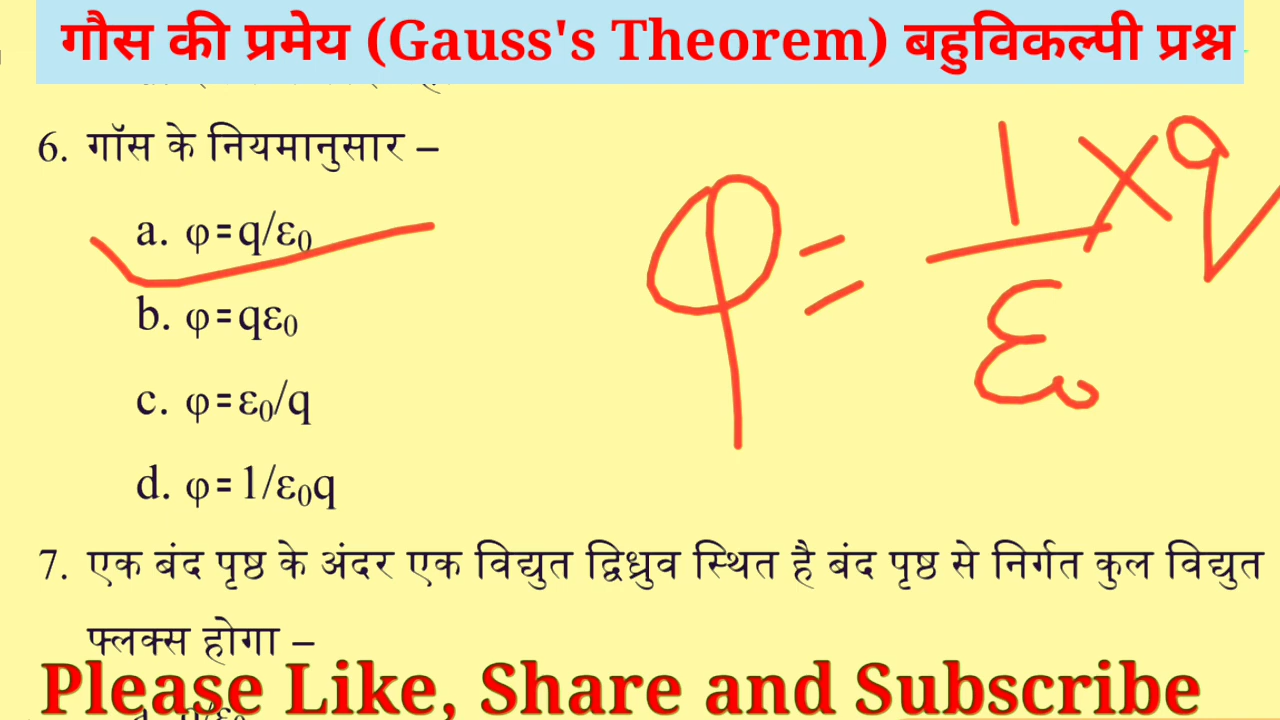 गौस की प्रमेय (Gauss's Theorem) बहुविकल्पी प्रश्न
6. गॉस के नियमानुसार –
a. φ=q/ε₀
φ = 1/ε₀ × q
b. φ=qε₀
c. φ=ε₀/q
d. φ=1/ε₀q
7. एक बंद पृष्ठ के अंदर एक विद्युत द्विध्रुव स्थित है बंद पृष्ठ से निर्गत कुल विद्युत
फ्लक्स होगा –
Please Like, Share and Subscribe